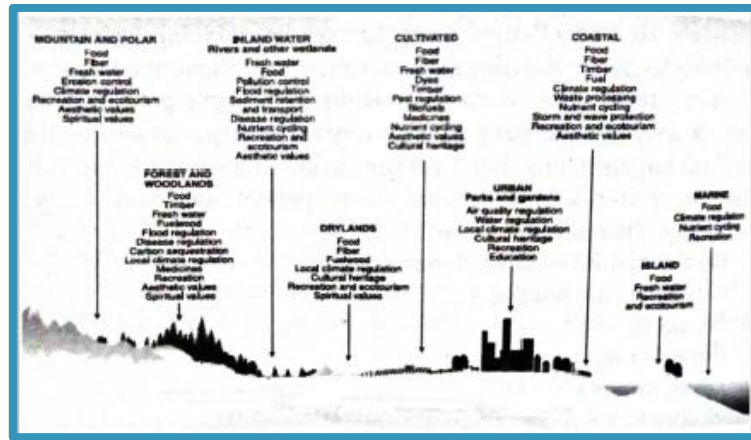 MOUNTAIN AND POLAR
Food
Fiber
Fresh water
Erosion control
Climate regulation
Recreation and ecotourism
Aesthetic values
Spiritual values
INLAND WATER
Rivers and other wetlands
Fresh water
Food
Pollution control
Flood regulation
Sediment retention
and transport
Disease regulation
Nutrient cycling
Recreation and
ecotourism
Aesthetic values
CULTIVATED
Food
Fiber
Fresh water
Dyes
Timber
Pest regulation
Biofuels
Medicines
Nutrient cycling
Aesthetic values
Cultural heritage
COASTAL
Food
Fiber
Timber
Fuel
Climate regulation
Waste processing
Nutrient cycling
Storm and wave protection
Recreation and ecotourism
Aesthetic values
FOREST AND
WOODLANDS
Food
Timber
Fresh water
Fuelwood
Flood regulation
Disease regulation
Carbon sequestration
Local climate regulation
Medicines
Recreation
Aesthetic values
Spiritual values
DRYLANDS
Food
Fiber
Fuelwood
Local climate regulation
Cultural heritage
Recreation and ecotourism
Spiritual values
URBAN
Parks and gardens
Air quality regulation
Water regulation
Local climate regulation
Cultural heritage
Recreation
Education
MARINE
Food
Climate regulation
Nutrient cycling
Recreation
ISLAND
Food
Fresh water
Recreation
and ecotourism